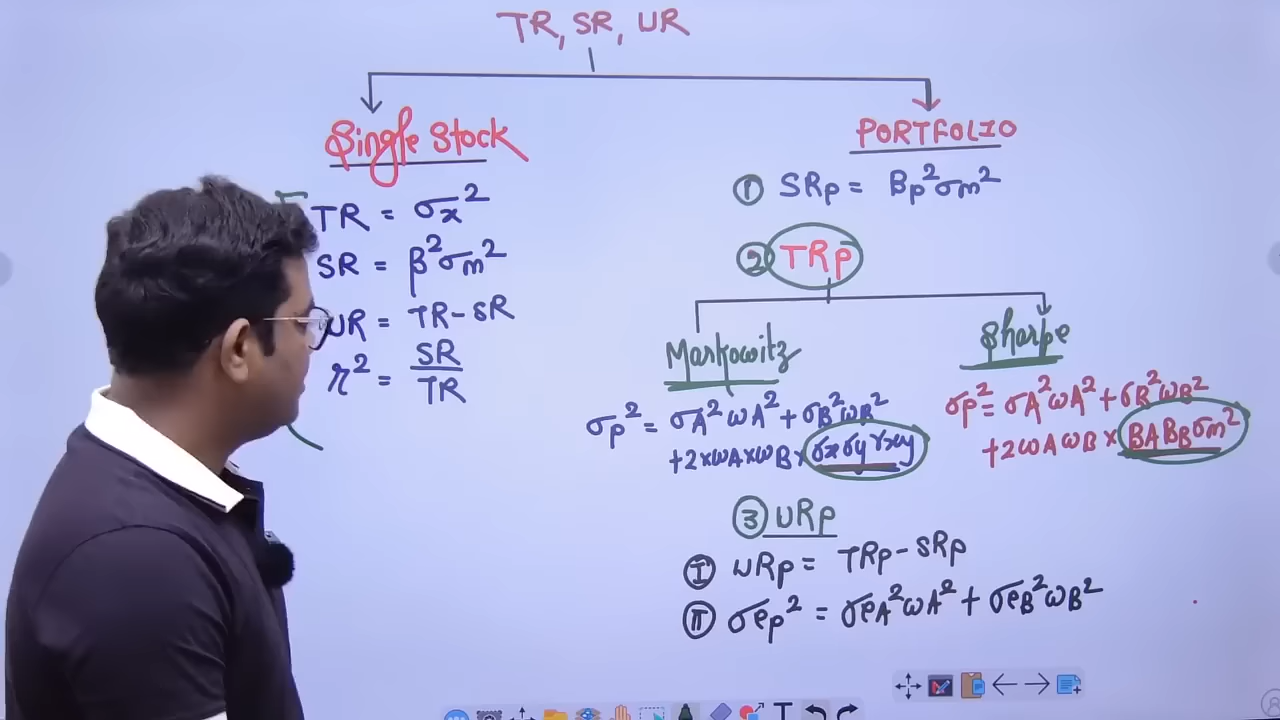 TR, SR, UR
Single Stock
TR = σx²
SR = β²σm²
UR = TR-SR
r² = SR/TR
PORTFOLIO
① SRp = Bp²σm²
② TRp
Markowitz
σp² = σA²ωA² + σB²ωB²
+2×ωA×ωB× σxσyrxy
Sharpe
σp² = σA²ωA² + σB²ωB²
+2ωAωB × BABBσm²
③ URp
Ⅰ URp = TRp-SRp
Ⅱ σep² = σeA²ωA² + σeB²ωB²
T